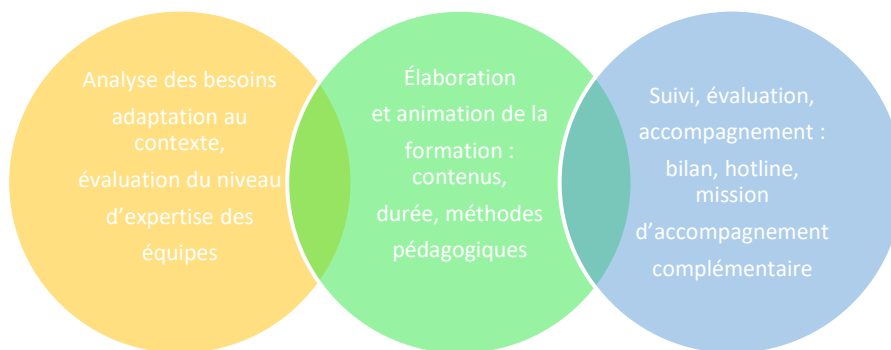 Analyse des besoins
adaptation au
contexte,
évaluation du niveau
d’expertise des
équipes
Élaboration
et animation de la
formation :
contenus,
durée, méthodes
pédagogiques
Suivi, évaluation,
accompagnement :
bilan, hotline,
mission
d’accompagnement
complémentaire